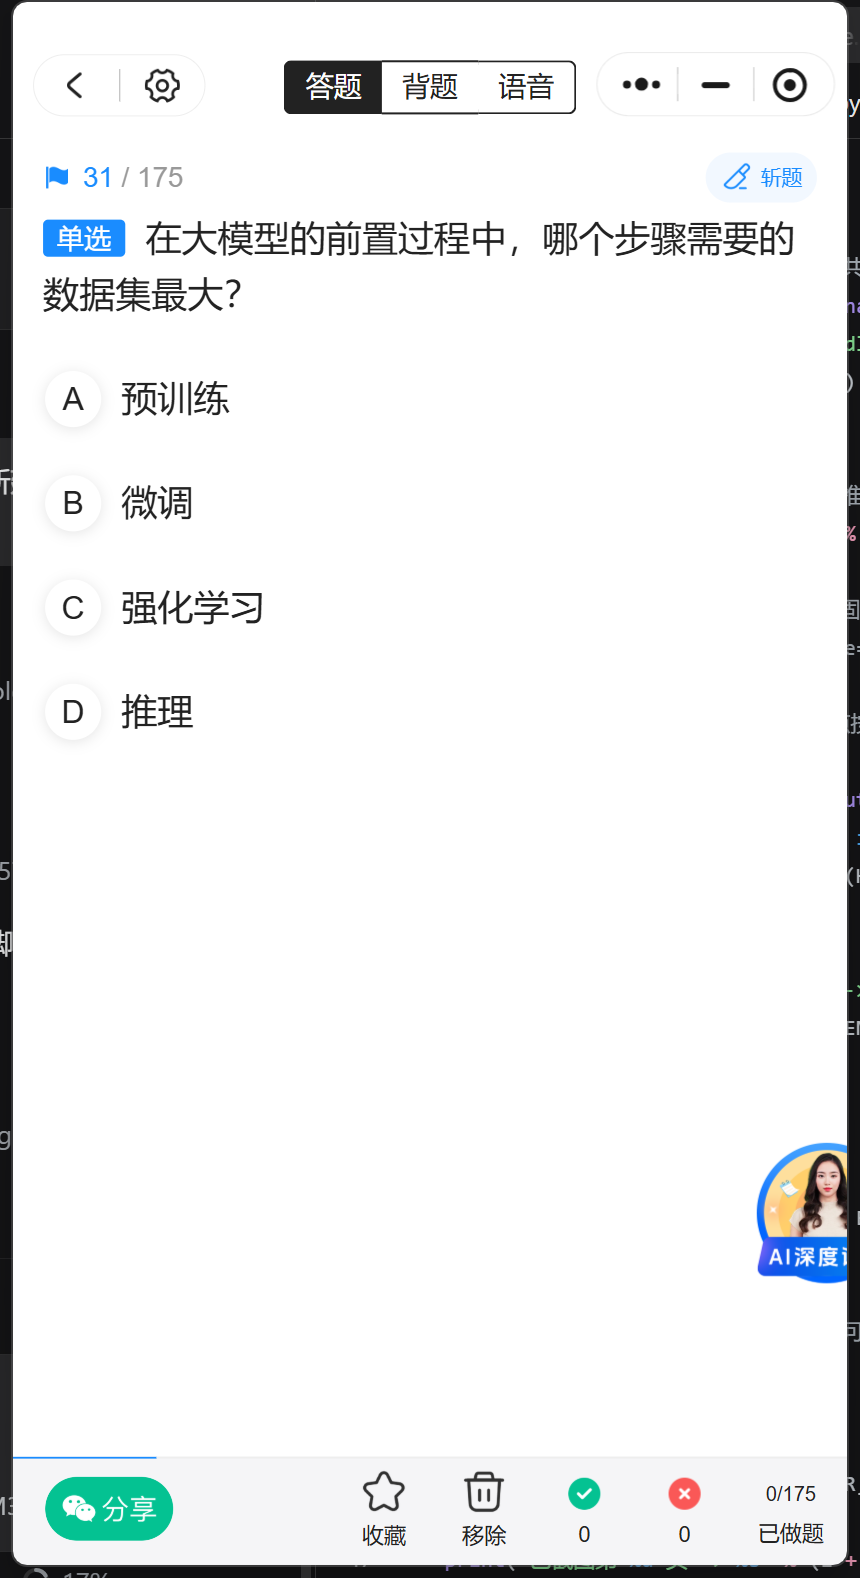 答题 背题 语音
31 / 175
斩题
单选 在大模型的前置过程中，哪个步骤需要的
数据集最大？
A 预训练
B 微调
C 强化学习
D 推理
AI深度
分享
收藏
移除
0
0
0/175
已做题
17%